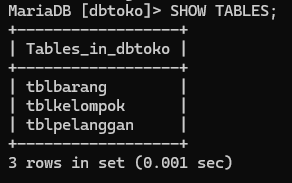 MariaDB [dbtoko]> SHOW TABLES;
+------------------+
| Tables_in_dbtoko |
+------------------+
| tblbarang        |
| tblkelompok      |
| tblpelanggan     |
+------------------+
3 rows in set (0.001 sec)